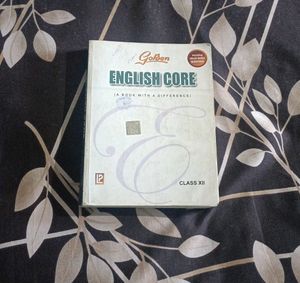 Golden
ENGLISH CORE
(A BOOK WITH A DIFFERENCE)
CLASS XII